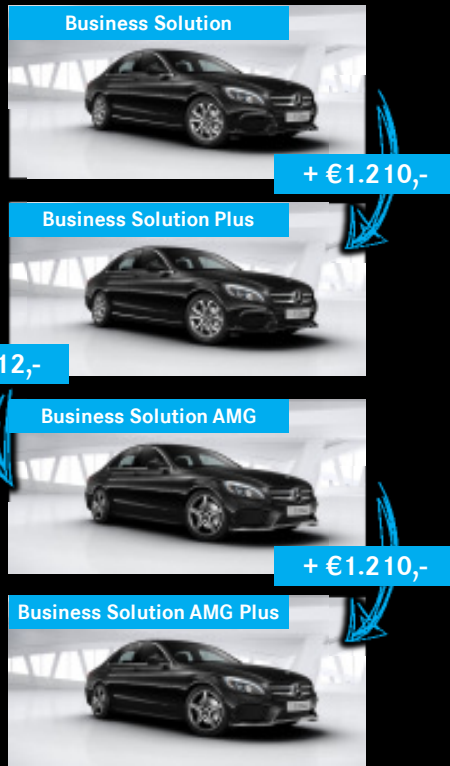 Business Solution
+ €1.210,-
Business Solution Plus
12,-
Business Solution AMG
+ €1.210,-
Business Solution AMG Plus